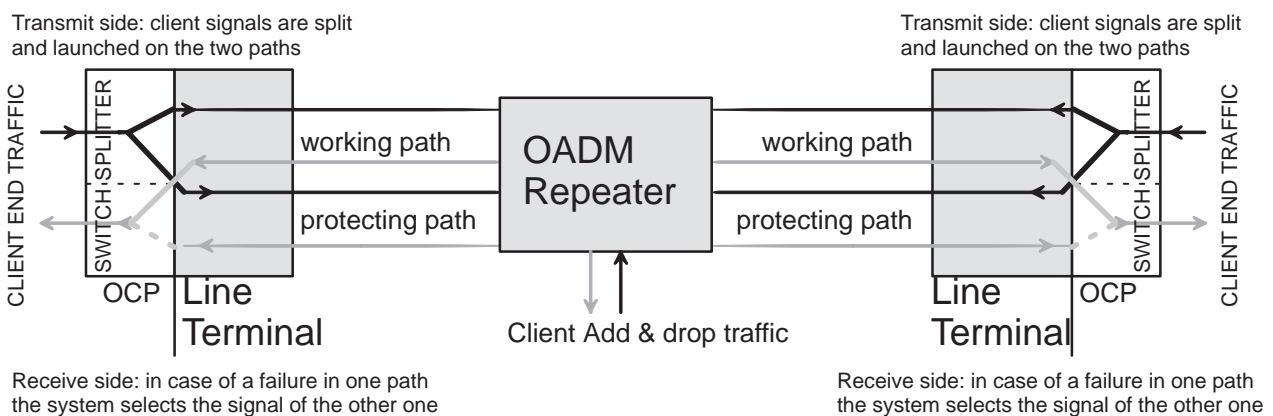 Transmit side: client signals are split
and launched on the two paths
Transmit side: client signals are split
and launched on the two paths
CLIENT END TRAFFIC
SWITCH SPLITTER
working path
protecting path
OADM
Repeater
working path
protecting path
SWITCH SPLITTER
CLIENT END TRAFFIC
OCP
Line
Terminal
Client Add & drop traffic
Line
Terminal
OCP
Receive side: in case of a failure in one path
the system selects the signal of the other one
Receive side: in case of a failure in one path
the system selects the signal of the other one